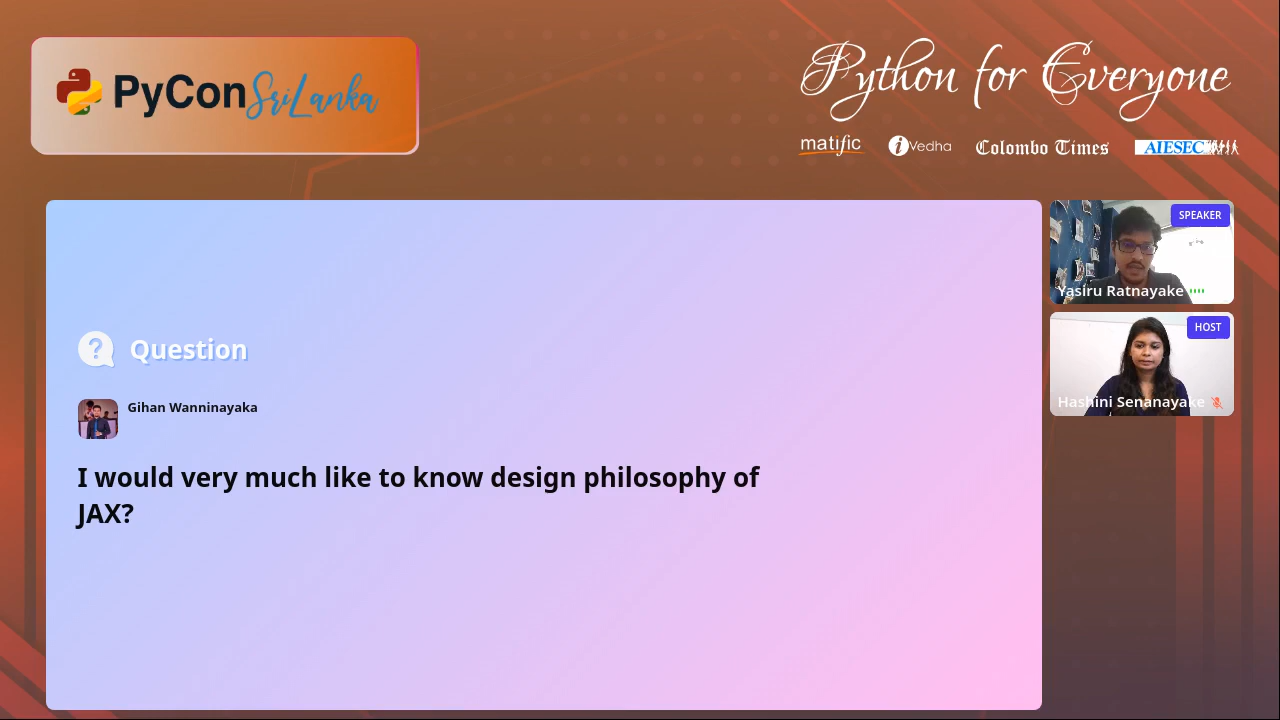 PyCon SriLanka
Python for Everyone
matific
iVedha
Colombo Times
AIESEC
SPEAKER
Yasiru Ratnayake
HOST
Hashini Senanayake
? Question
Gihan Wanninayaka
I would very much like to know design philosophy of
JAX?